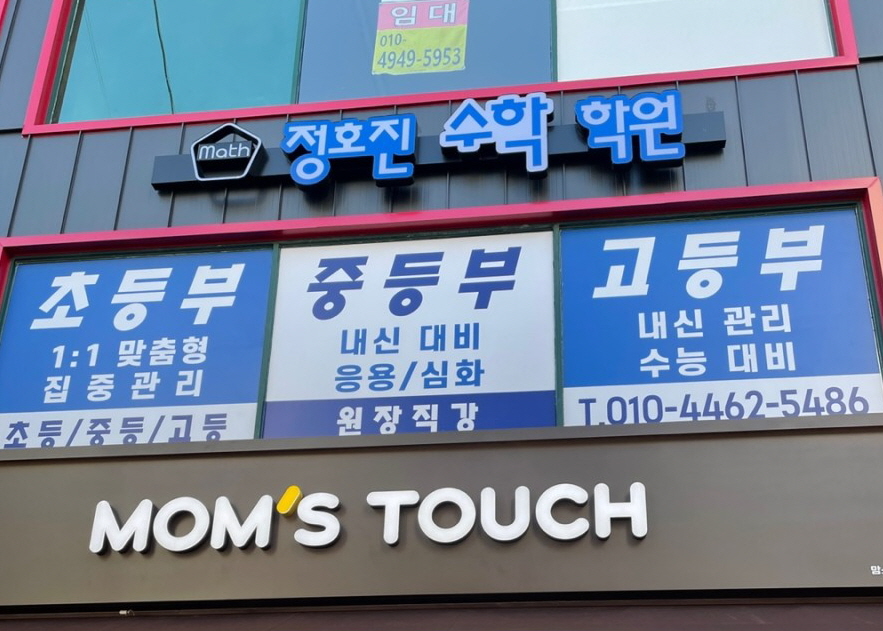 임대
010-
4949-5953
Math
정호진 수학 학원
초등부
1:1 맞춤형
집중관리
초등/중등/고등
중등부
내신 대비
응용/심화
원장직강
고등부
내신 관리
수능 대비
T.010-4462-5486
MOM'S TOUCH